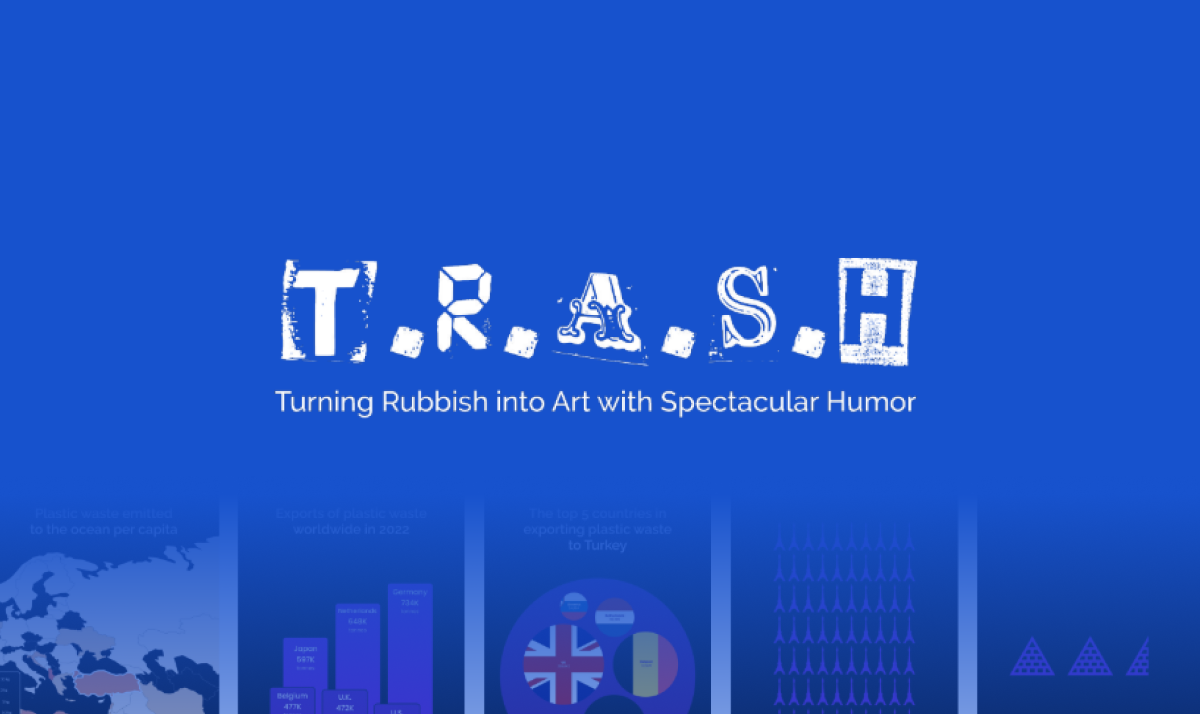 T.R.A.S.H
Turning Rubbish into Art with Spectacular Humor
Plastic waste emitted
to the ocean per capita
Exports of plastic waste
worldwide in 2022
The top 5 countries in
exporting plastic waste
to Turkey
Germany
Netherlands
Japan
597K
Belgium
477K
U.K.
472K
U.S.